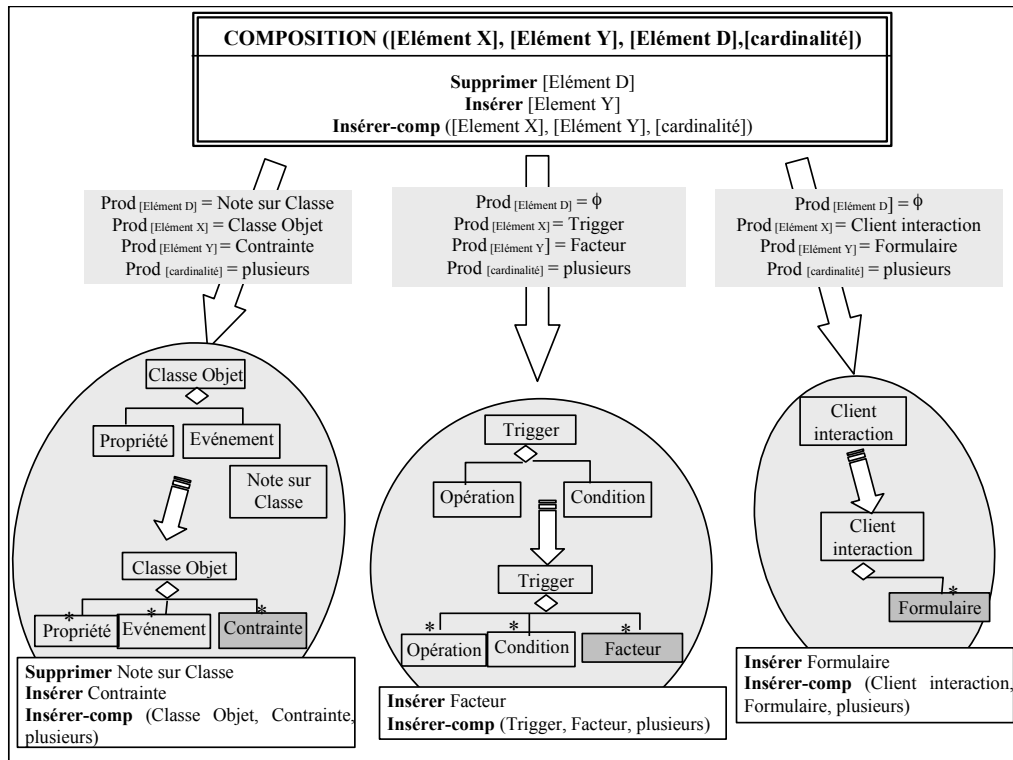 COMPOSITION ([Elément X], [Elément Y], [Elément D],[cardinalité])
Supprimer [Elément D]
Insérer [Element Y]
Insérer-comp ([Element X], [Elément Y], [cardinalité])
Prod [Elément D] = Note sur Classe
Prod [Elément X] = Classe Objet
Prod [Elément Y] = Contrainte
Prod [cardinalité] = plusieurs
Prod [Elément D] = ϕ
Prod [Elément X] = Trigger
Prod [Elément Y] = Facteur
Prod [cardinalité] = plusieurs
Prod [Elément D] = ϕ
Prod [Elément X] = Client interaction
Prod [Elément Y] = Formulaire
Prod [cardinalité] = plusieurs
Classe Objet
Propriété
Evénement
Note sur
Classe
Classe Objet
* * *
Propriété
Evénement
Contrainte
Supprimer Note sur Classe
Insérer Contrainte
Insérer-comp (Classe Objet, Contrainte,
plusieurs)
Trigger
Opération
Condition
Trigger
* * *
Opération
Condition
Facteur
Insérer Facteur
Insérer-comp (Trigger, Facteur, plusieurs)
Client
interaction
Client
interaction
*
Formulaire
Insérer Formulaire
Insérer-comp (Client interaction,
Formulaire, plusieurs)